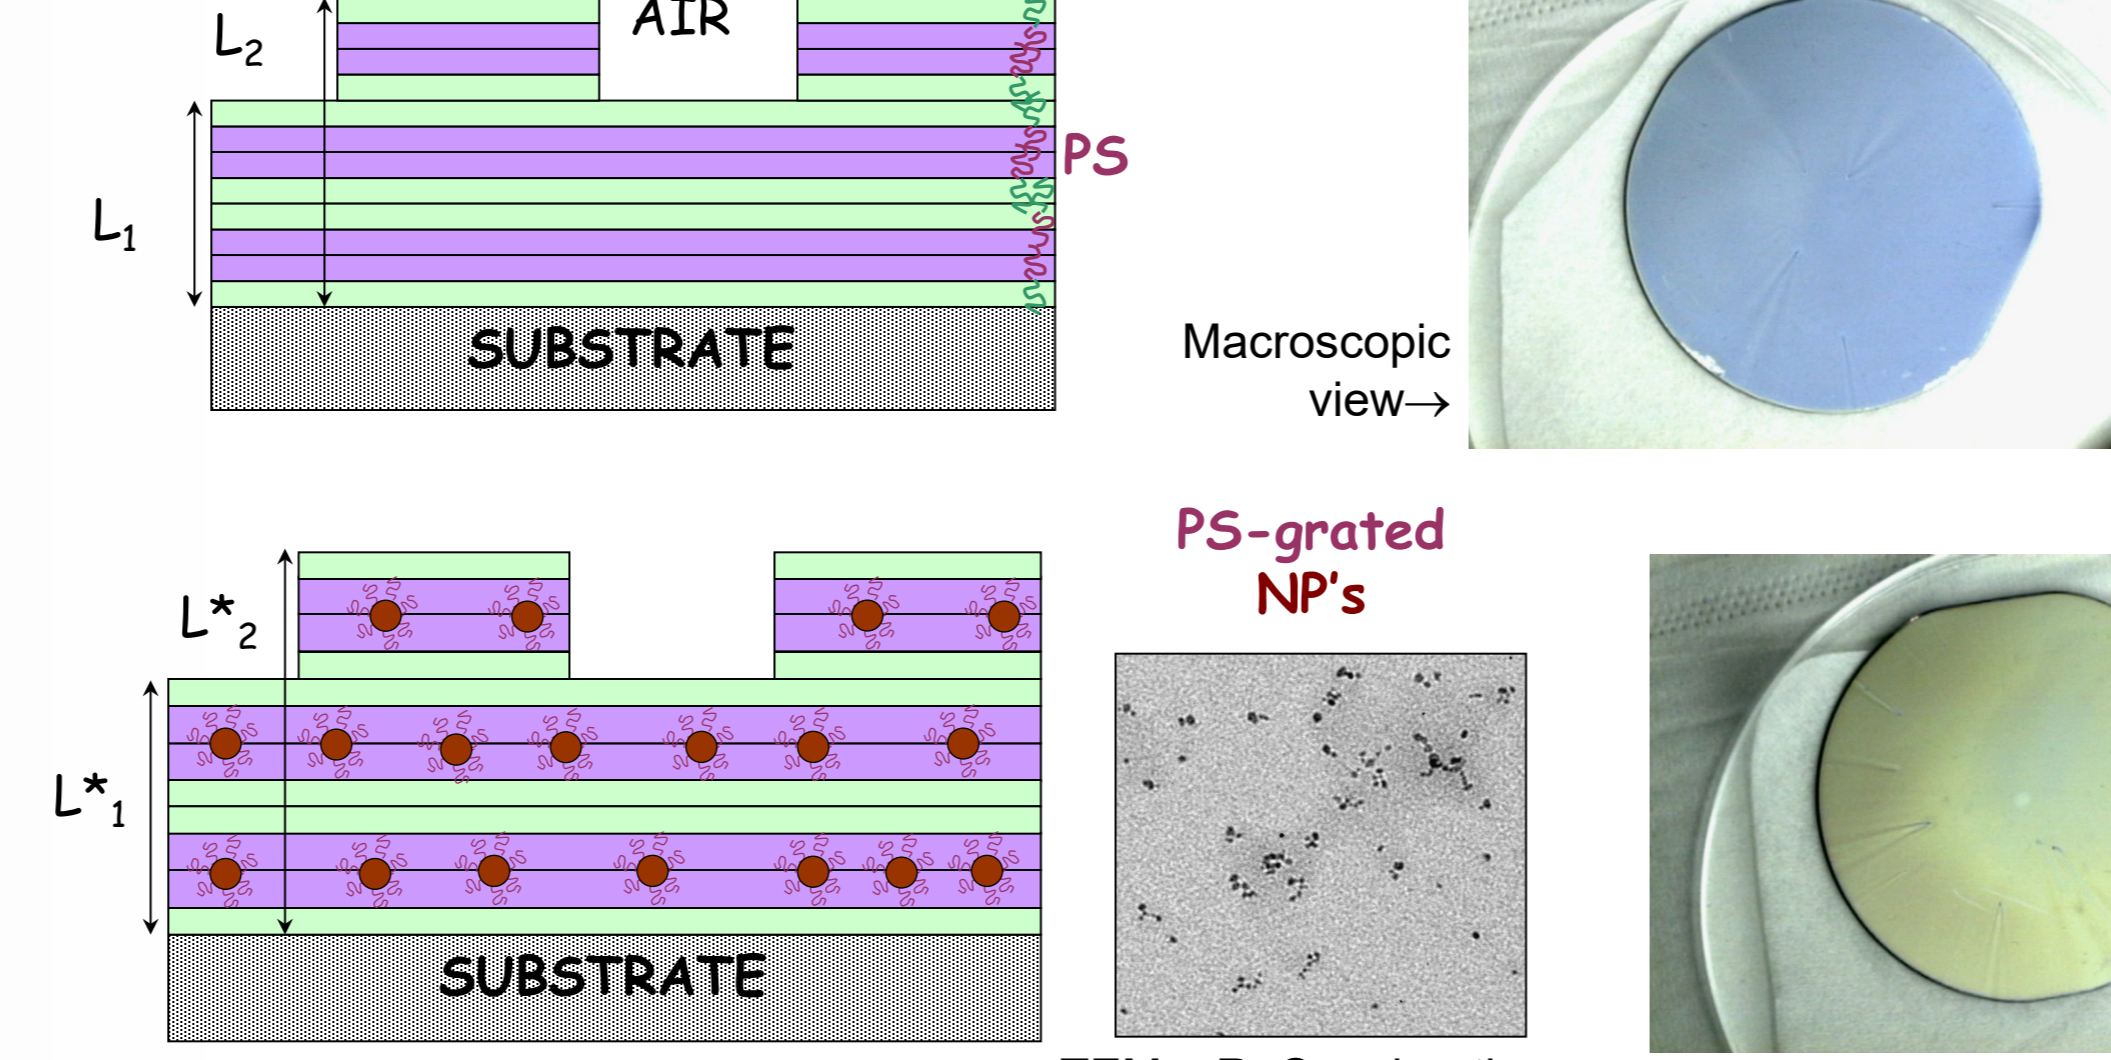 AIR
L2
PS
L1
SUBSTRATE
Macroscopic
view→
PS-grated
NP's
L*2
L*1
SUBSTRATE